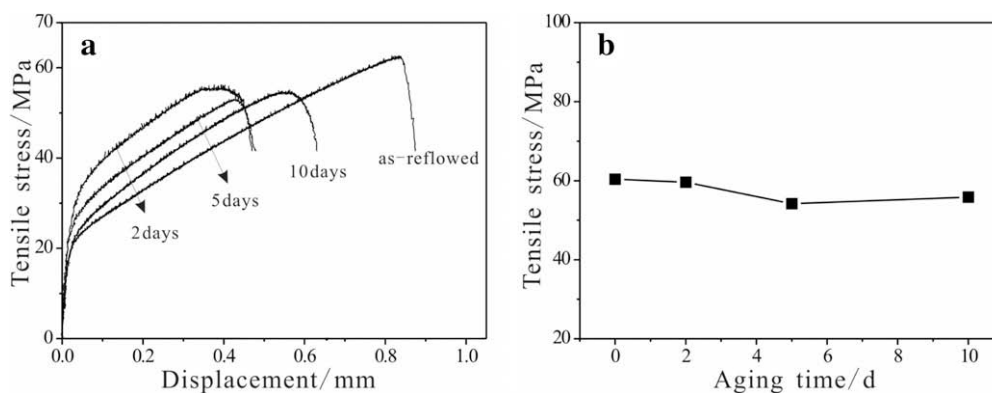 a
Tensile stress/MPa
70
60
40
20
0
2days
5days
10days
as-reflowed
0.0 0.2 0.4 0.6 0.8 1.0
Displacement/mm
b
Tensile stress/MPa
100
80
60
40
20
0 2 4 6 8 10
Aging time/d